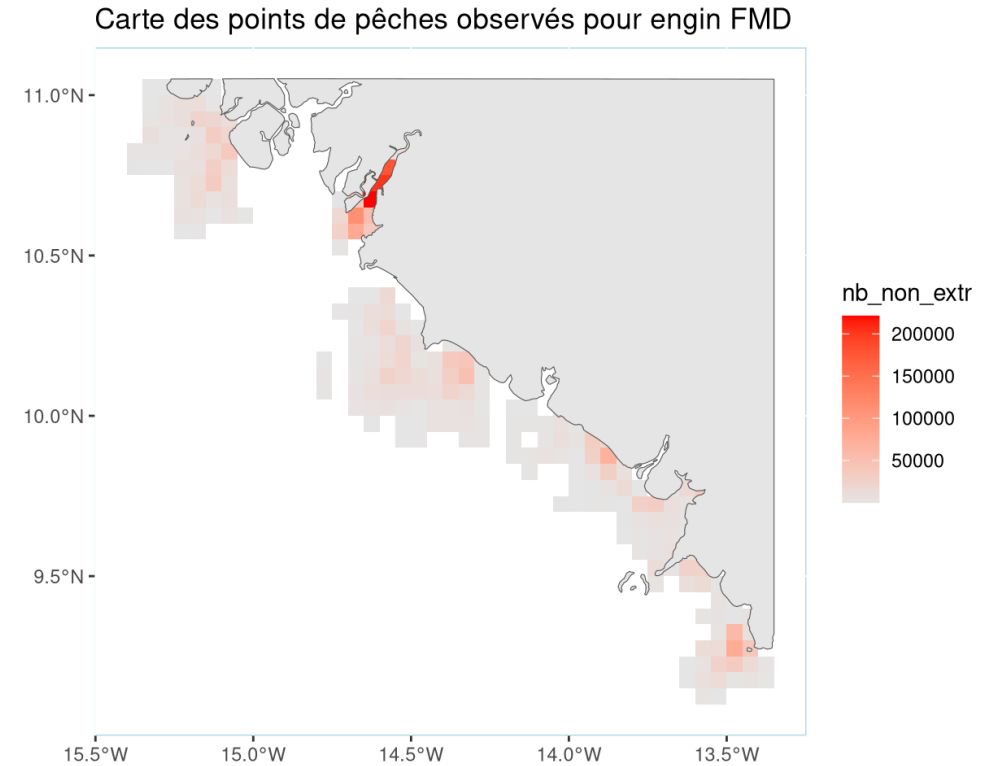 Carte des points de pêches observés pour engin FMD
11.0°N
10.5°N
10.0°N
9.5°N
15.5°W
15.0°W
14.5°W
14.0°W
13.5°W
nb_non_extr
200000
150000
100000
50000